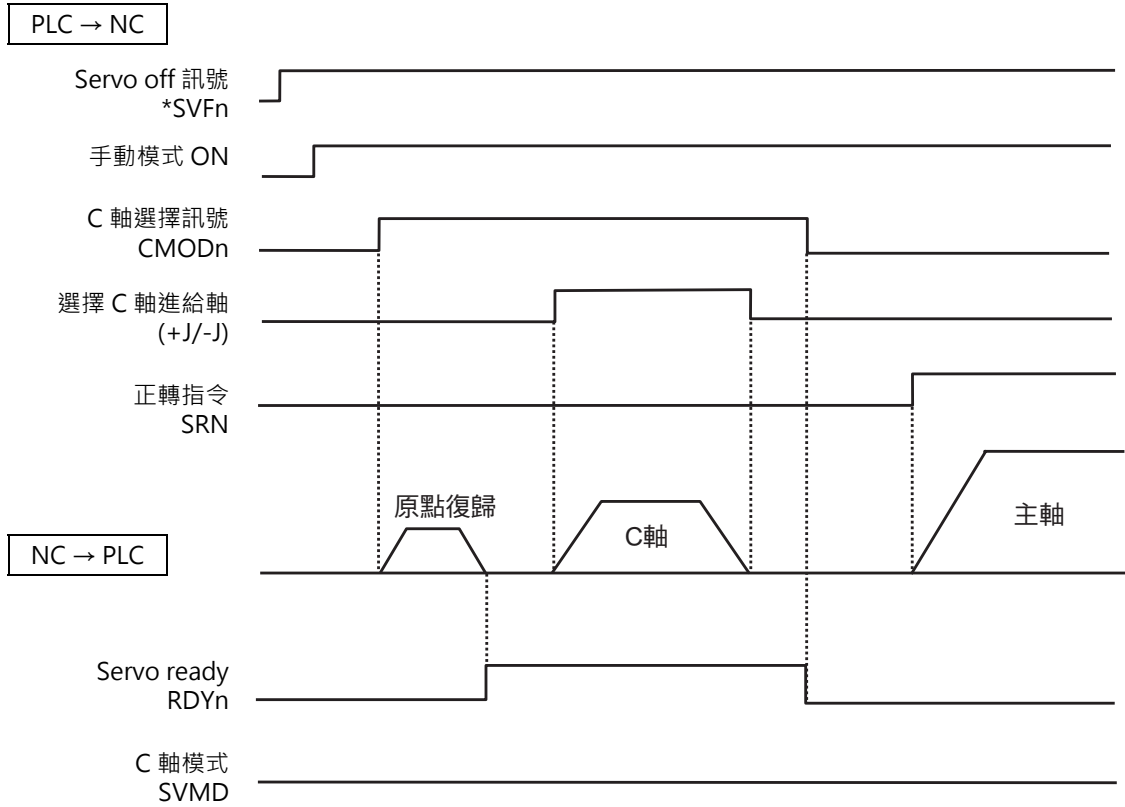 PLC → NC
Servo off 訊號
*SVFn
手動模式 ON
C 軸選擇訊號
CMODn
選擇 C 軸進給軸
(+J/-J)
正轉指令
SRN
原點復歸
C軸
主軸
NC → PLC
Servo ready
RDYn
C 軸模式
SVMD